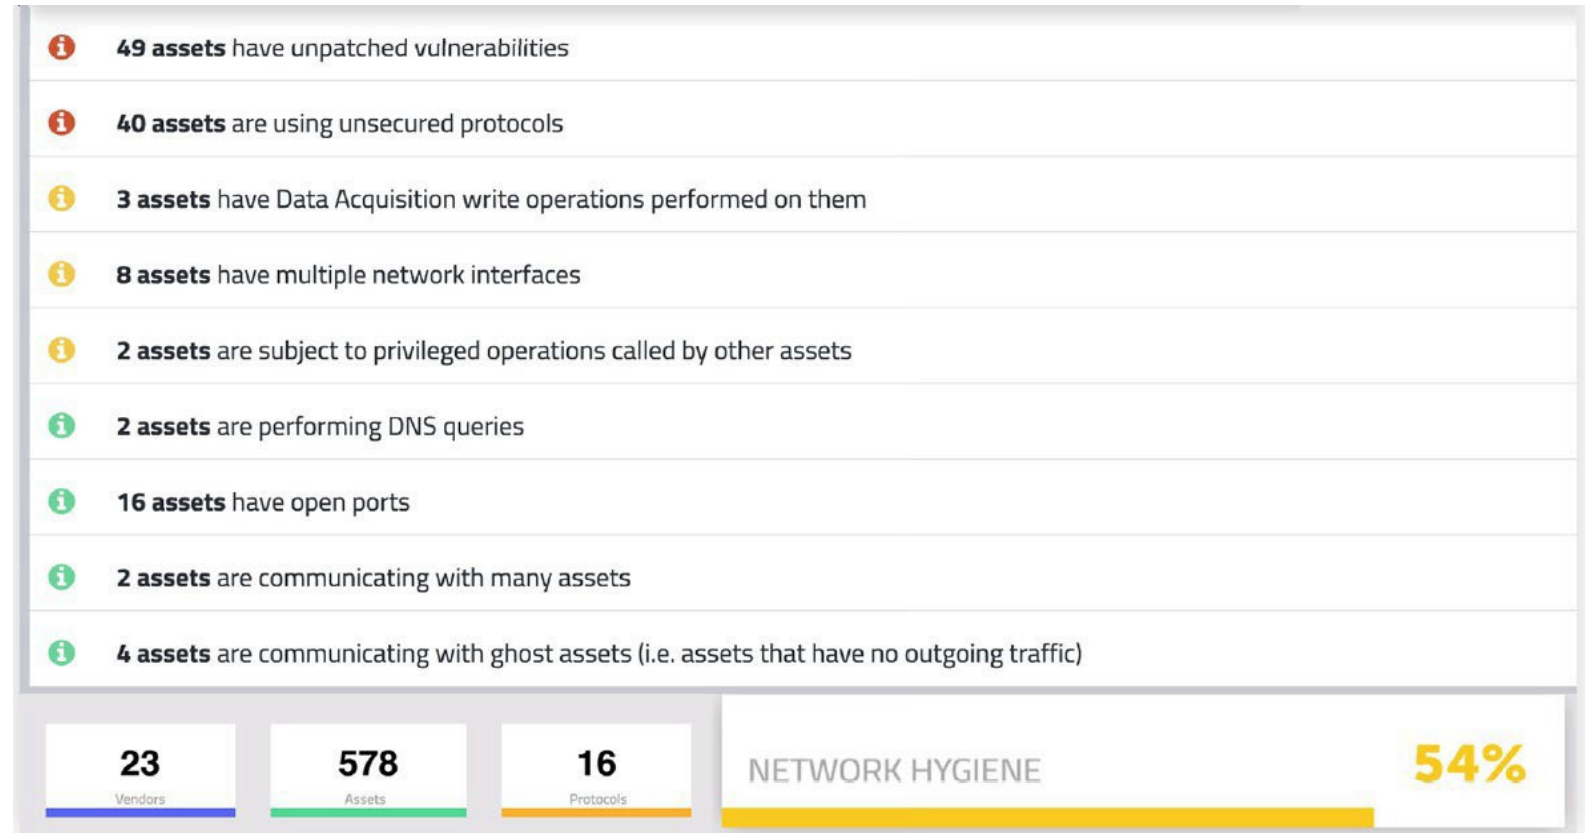 49 assets have unpatched vulnerabilities
40 assets are using unsecured protocols
3 assets have Data Acquisition write operations performed on them
8 assets have multiple network interfaces
2 assets are subject to privileged operations called by other assets
2 assets are performing DNS queries
16 assets have open ports
2 assets are communicating with many assets
4 assets are communicating with ghost assets (i.e. assets that have no outgoing traffic)
23
Vendors
578
Assets
16
Protocols
NETWORK HYGIENE
54%